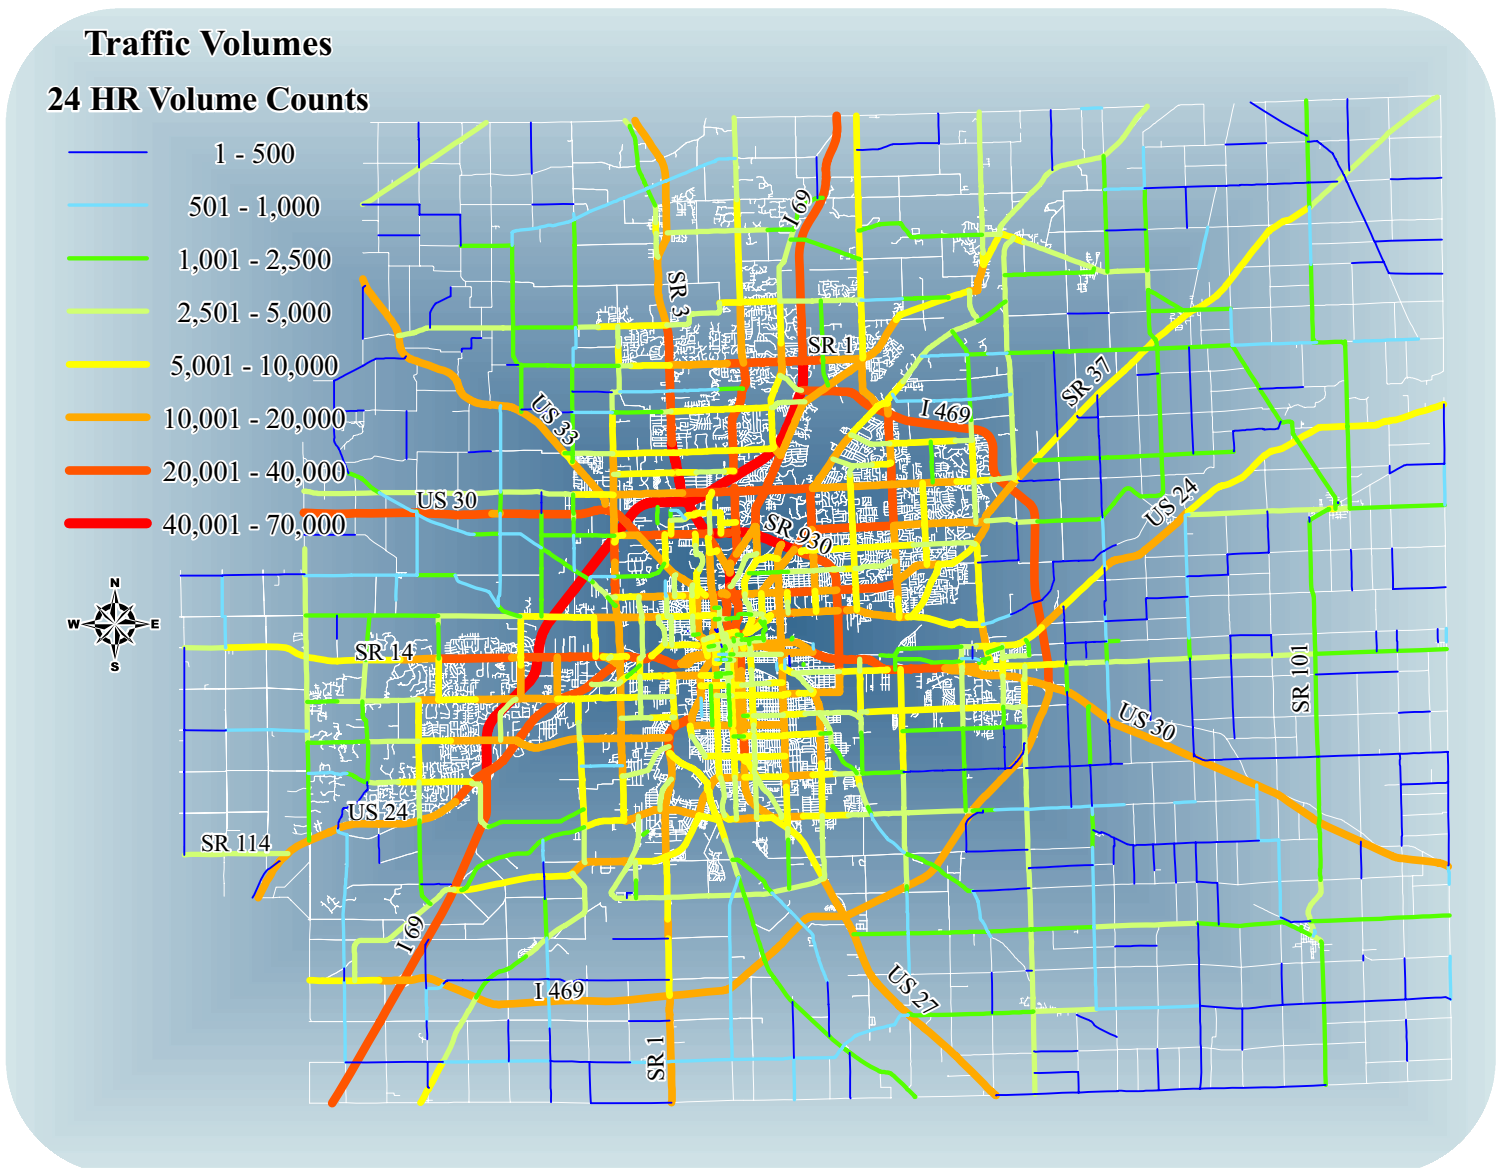 Traffic Volumes
24 HR Volume Counts
1 - 500
501 - 1,000
1,001 - 2,500
2,501 - 5,000
5,001 - 10,000
10,001 - 20,000
20,001 - 40,000
40,001 - 70,000
I 69
SR 3
SR 1
US 33
I 469
SR 37
US 30
US 24
SR 930
N
W E
S
SR 14
SR 101
US 30
US 24
SR 114
I 69
I 469
US 27
SR 1